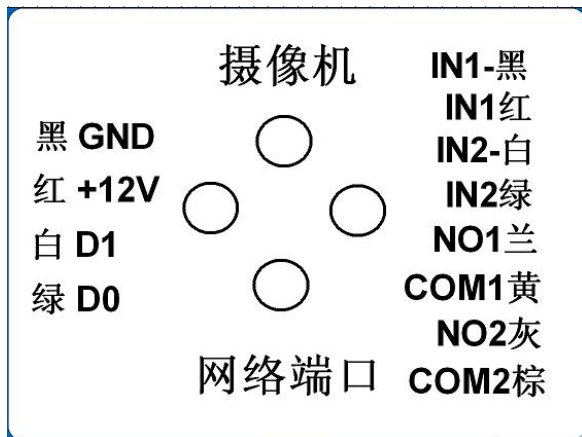 摄像机
黑 GND
红 +12V
白 D1
绿 D0
IN1-黑
IN1红
IN2-白
IN2绿
NO1兰
COM1黄
NO2灰
COM2棕
网络端口